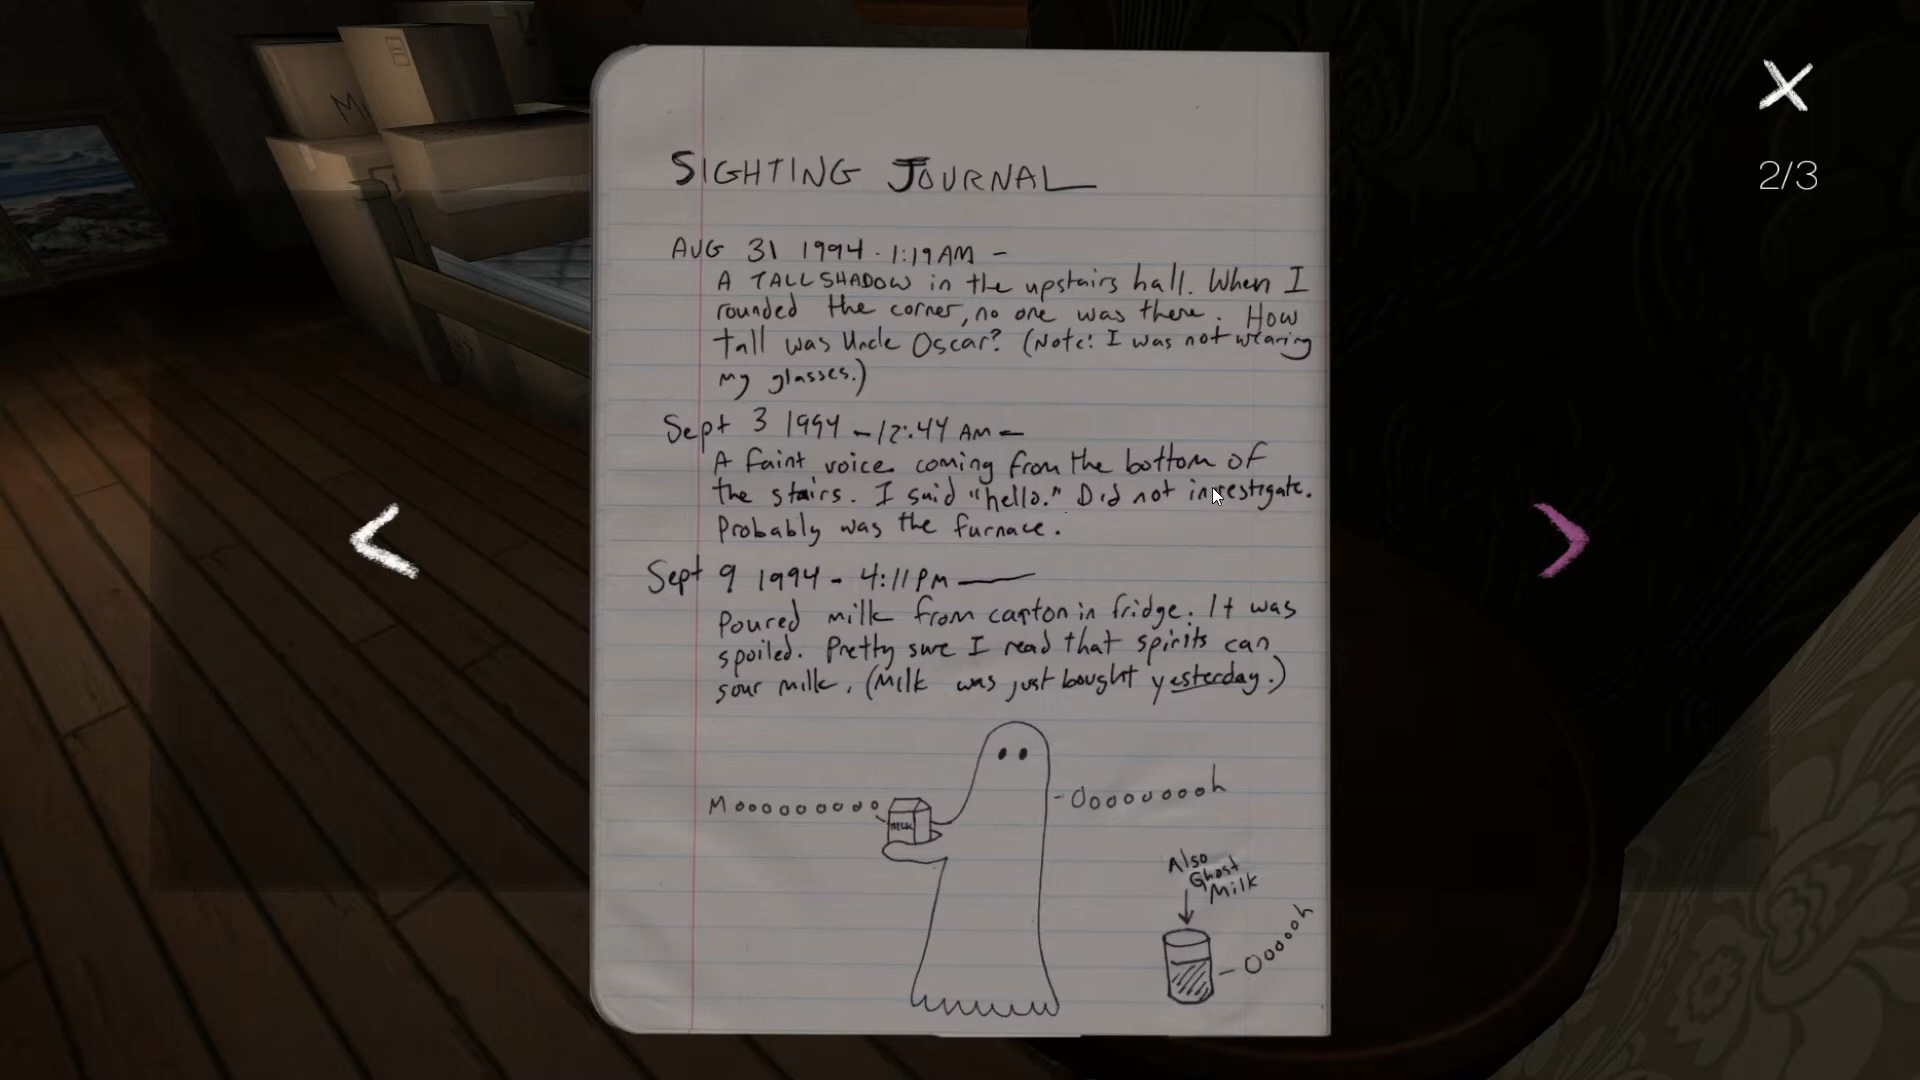 2/3
SIGHTING JOURNAL
AUG 31 1994 - 1:19 AM -
A TALL SHADOW in the upstairs hall. When I
rounded the corner, no one was there. How
tall was Uncle Oscar? (Note: I was not wearing
my glasses.)
Sept 3 1994 - 12:44 AM -
A faint voice coming from the bottom of
the stairs. I said "hello." Did not investigate.
Probably was the furnace.
Sept 9 1994 - 4:11 PM -
Poured milk from carton in fridge. It was
spoiled. Pretty sure I read that spirits can
sour milk. (Milk was just bought yesterday.)
Mooooooooo
MILK
- Ooooooooh
Also
Ghost
Milk
- Oooooh